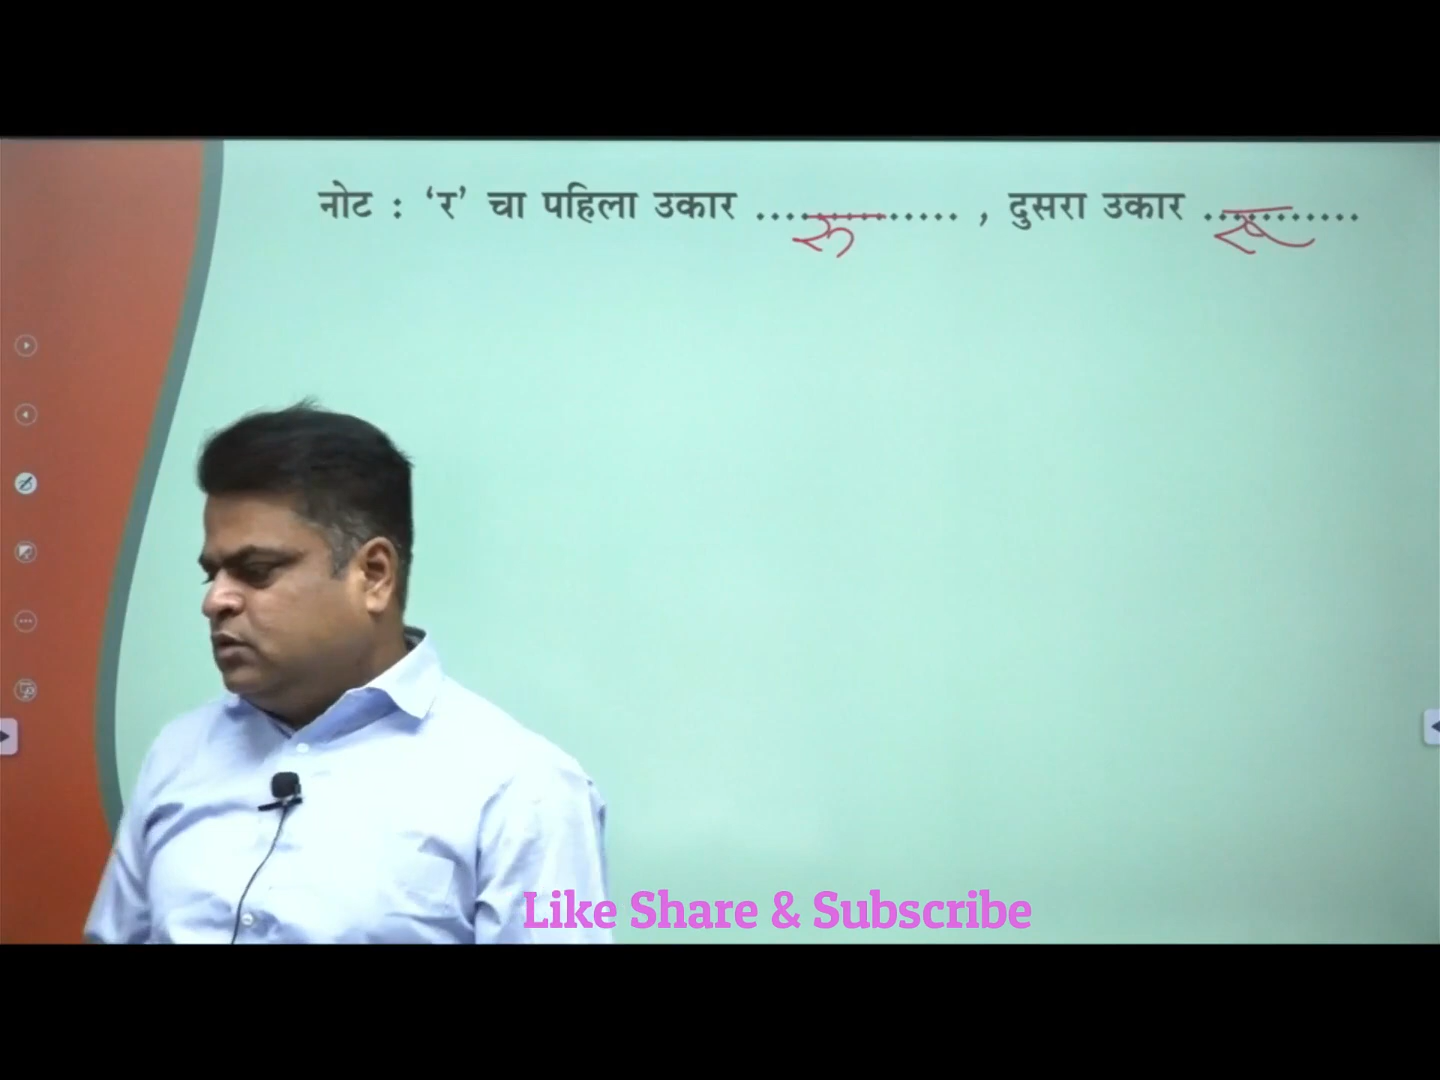 नोट : ‘र’ चा पहिला उकार .............. , दुसरा उकार ...........
रु रू
Like Share & Subscribe